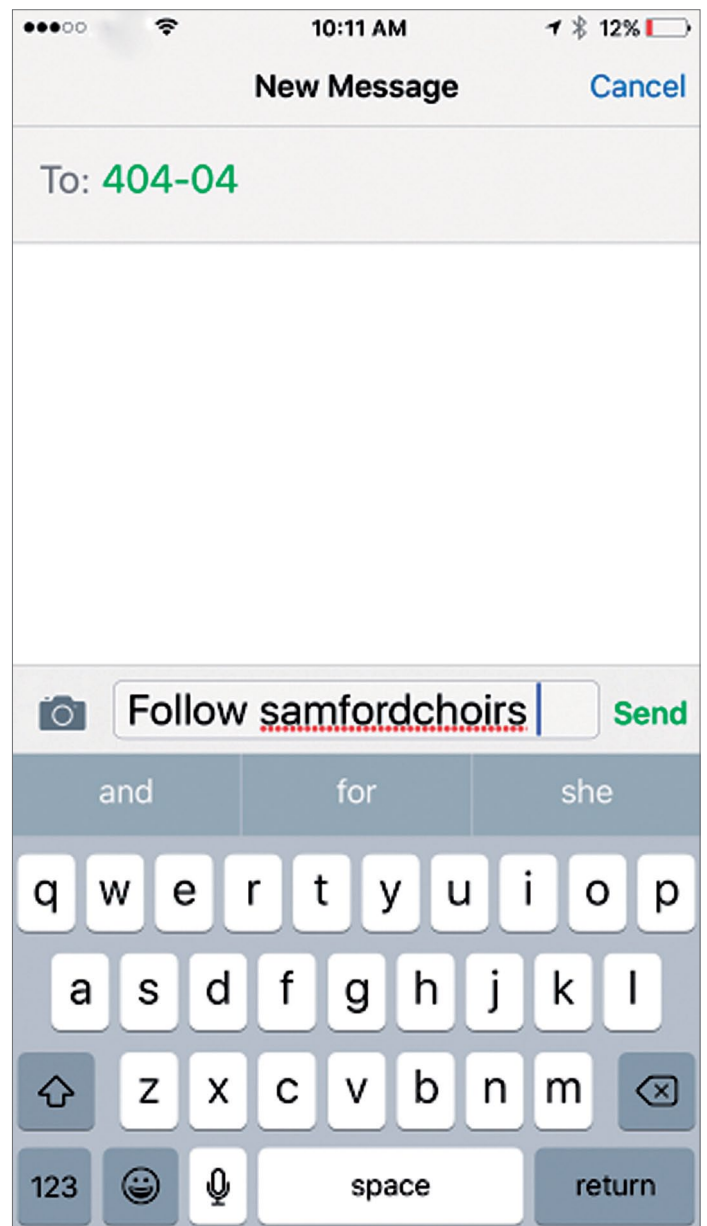 10:11 AM 12%
New Message Cancel
To: 404-04
Follow samfordchoirs Send
and for she
q w e r t y u i o p
a s d f g h j k l
z x c v b n m
123 space return